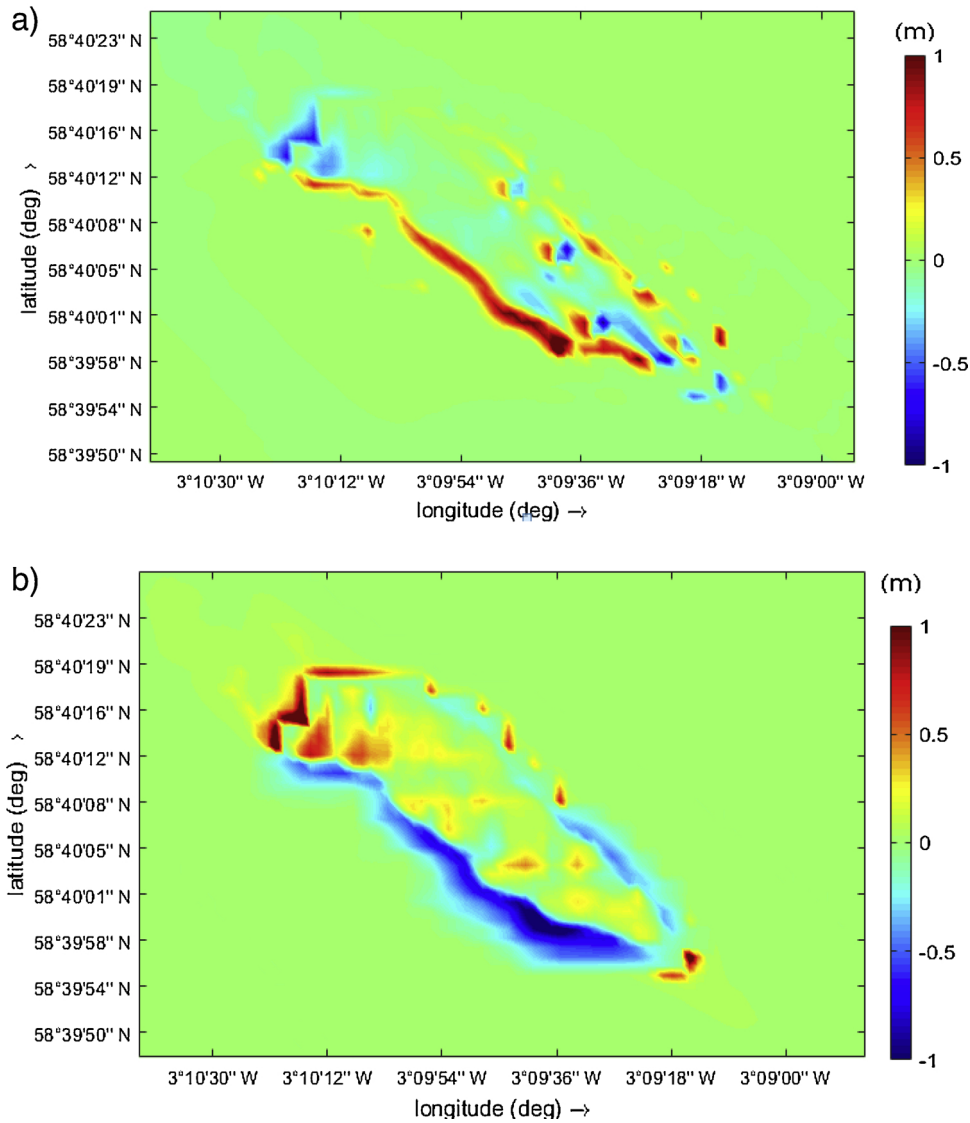 a)
(m)
58°40'23'' N
58°40'19'' N
58°40'16'' N
58°40'12'' N
58°40'08'' N
58°40'05'' N
58°40'01'' N
58°39'58'' N
58°39'54'' N
58°39'50'' N
latitude (deg) >
1
0.5
0
-0.5
-1
3°10'30'' W 3°10'12'' W 3°09'54'' W 3°09'36'' W 3°09'18'' W 3°09'00'' W
longitude (deg) →
b)
(m)
58°40'23'' N
58°40'19'' N
58°40'16'' N
58°40'12'' N
58°40'08'' N
58°40'05'' N
58°40'01'' N
58°39'58'' N
58°39'54'' N
58°39'50'' N
latitude (deg) >
1
0.5
0
-0.5
-1
3°10'30'' W 3°10'12'' W 3°09'54'' W 3°09'36'' W 3°09'18'' W 3°09'00'' W
longitude (deg) →